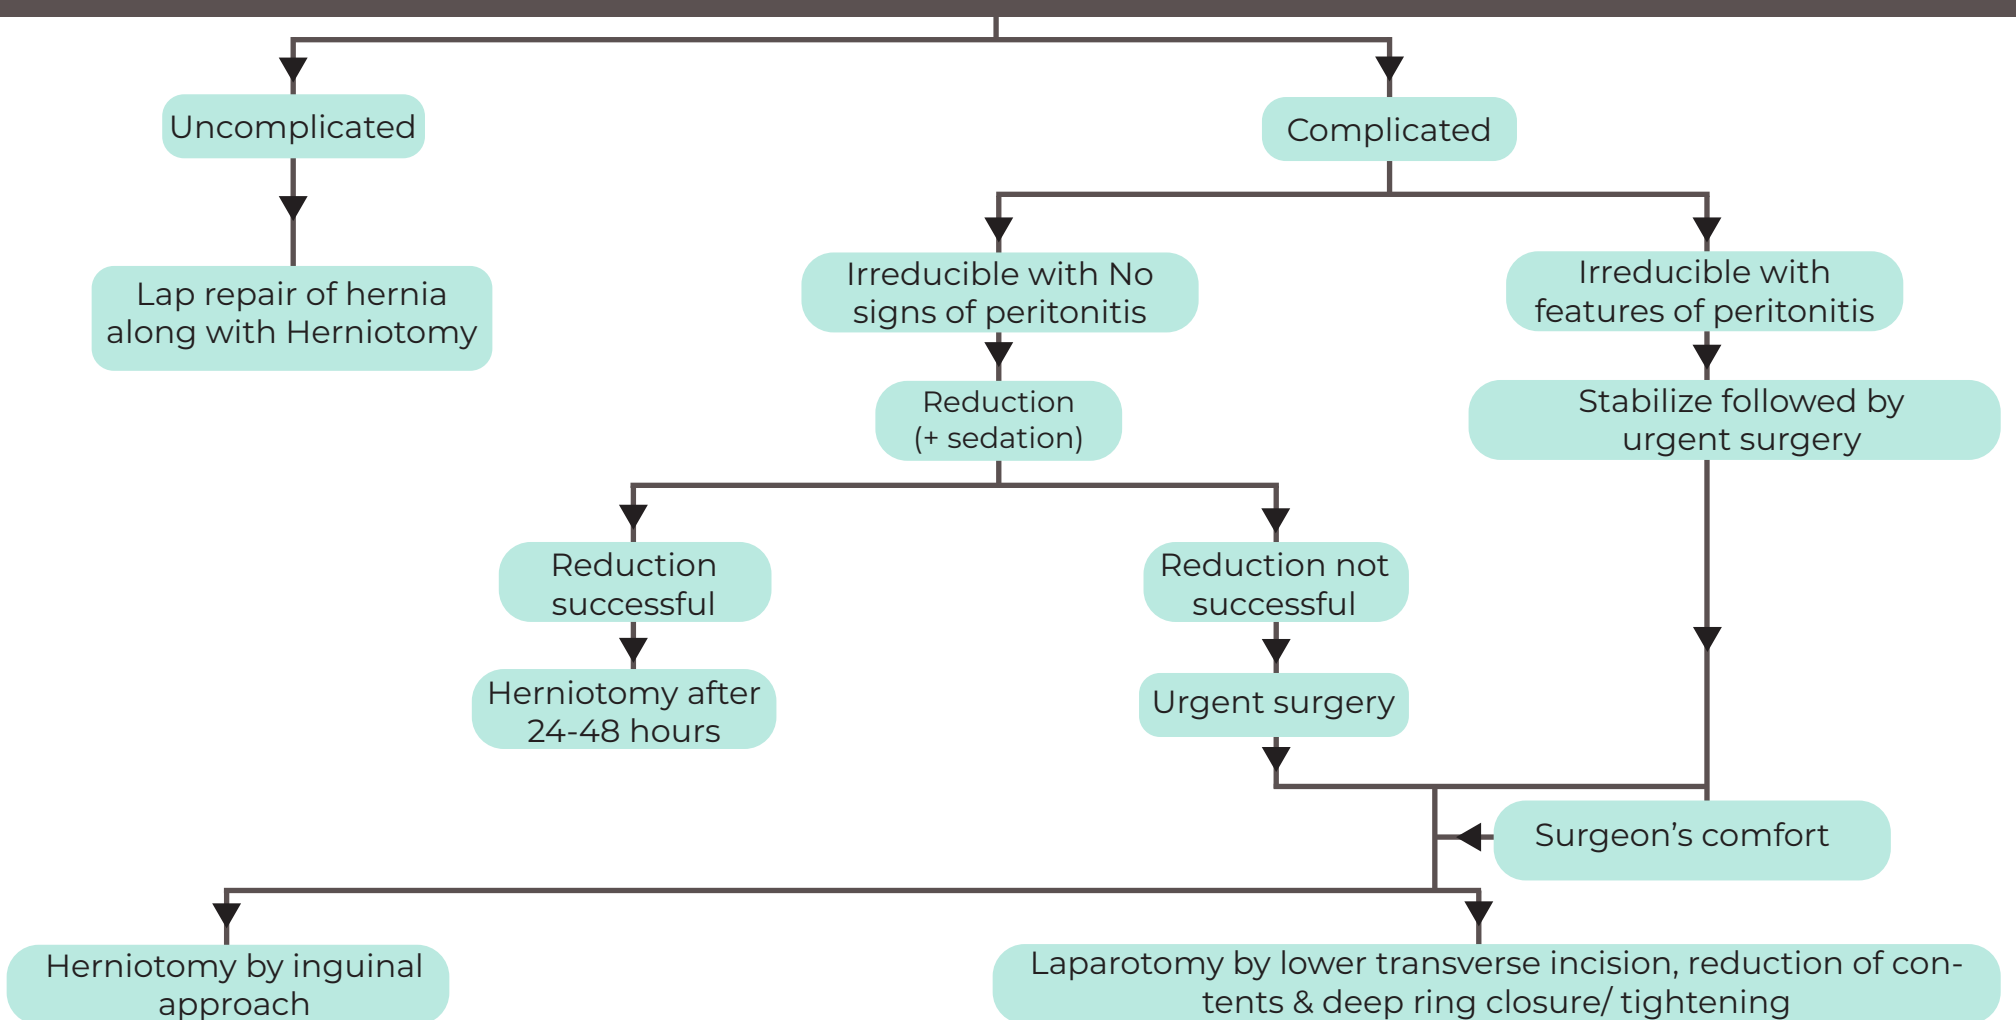 Uncomplicated
Complicated
Lap repair of hernia
along with Herniotomy
Irreducible with No
signs of peritonitis
Irreducible with
features of peritonitis
Reduction
(+ sedation)
Stabilize followed by
urgent surgery
Reduction
successful
Reduction not
successful
Herniotomy after
24-48 hours
Urgent surgery
Surgeon’s comfort
Herniotomy by inguinal
approach
Laparotomy by lower transverse incision, reduction of con-
tents & deep ring closure/ tightening